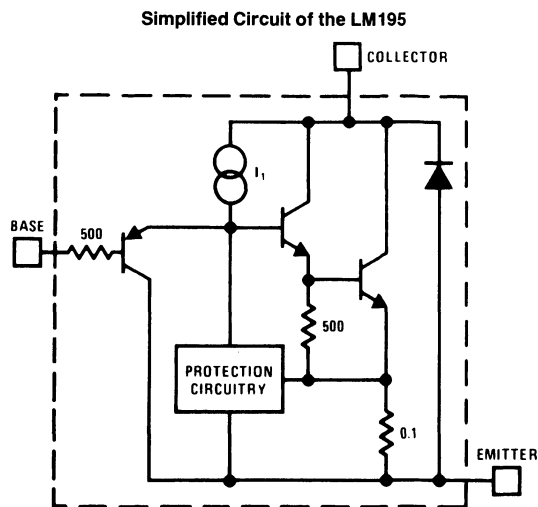 Simplified Circuit of the LM195
COLLECTOR
I₁
BASE
500
500
PROTECTION
CIRCUITRY
0.1
EMITTER